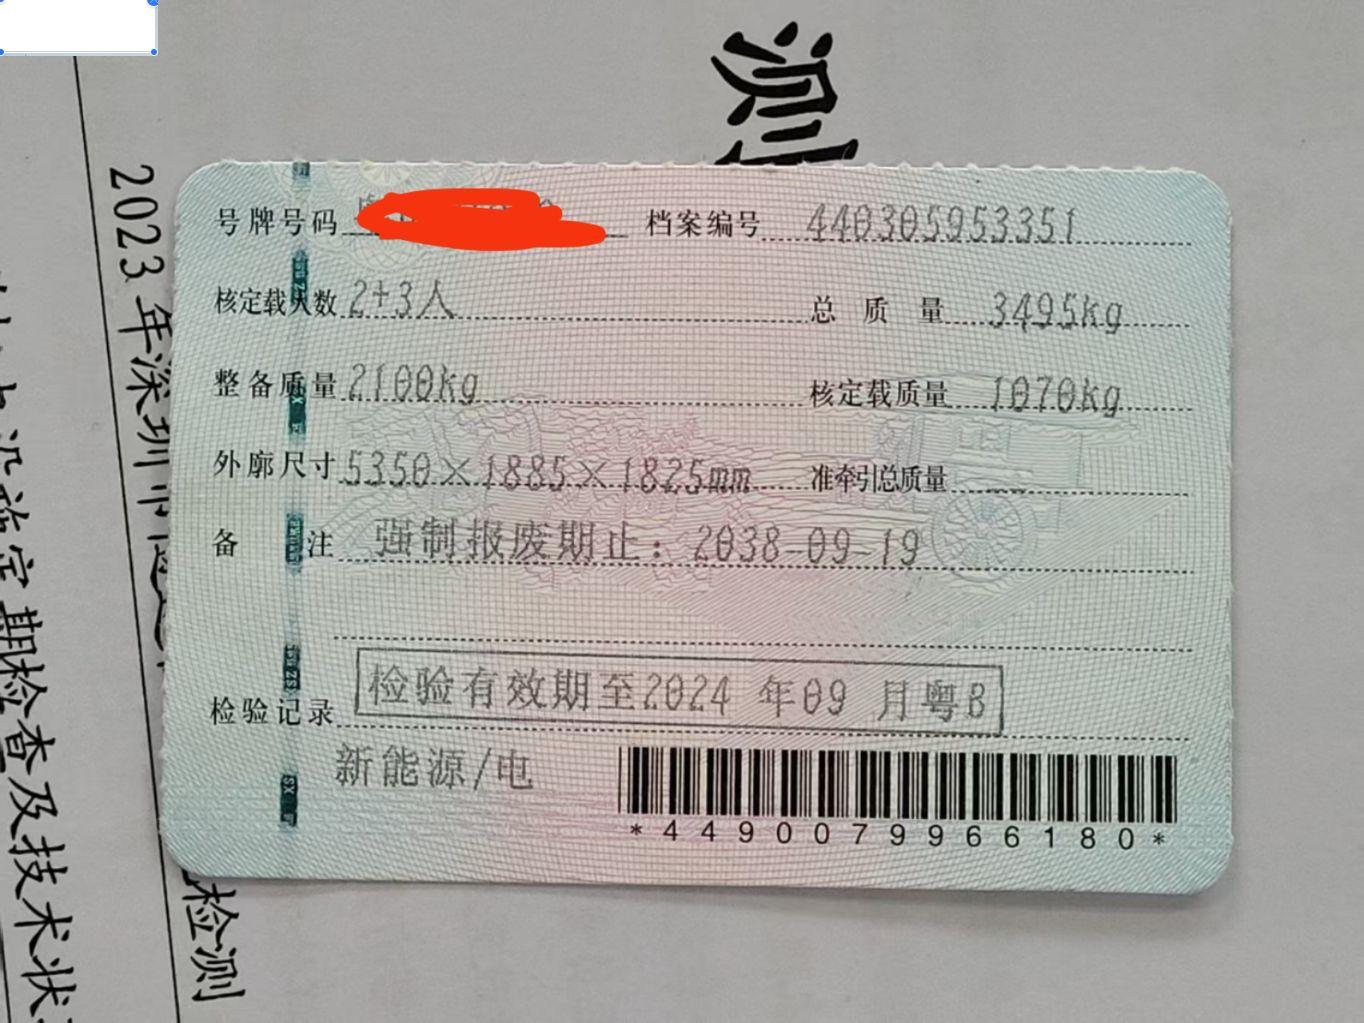 测
2023年深圳市
号牌号码 档案编号 440305953351
核定载人数 2+3人 总质量 3495kg
整备质量 2100kg 核定载质量 1070kg
外廓尺寸 5350×1885×1825mm 准牵引总质量
备注 强制报废期止：2038-09-19
检验记录 检验有效期至2024 年09 月粤B
新能源/电
*4490079966180*
检测
设施定期检查及技术状